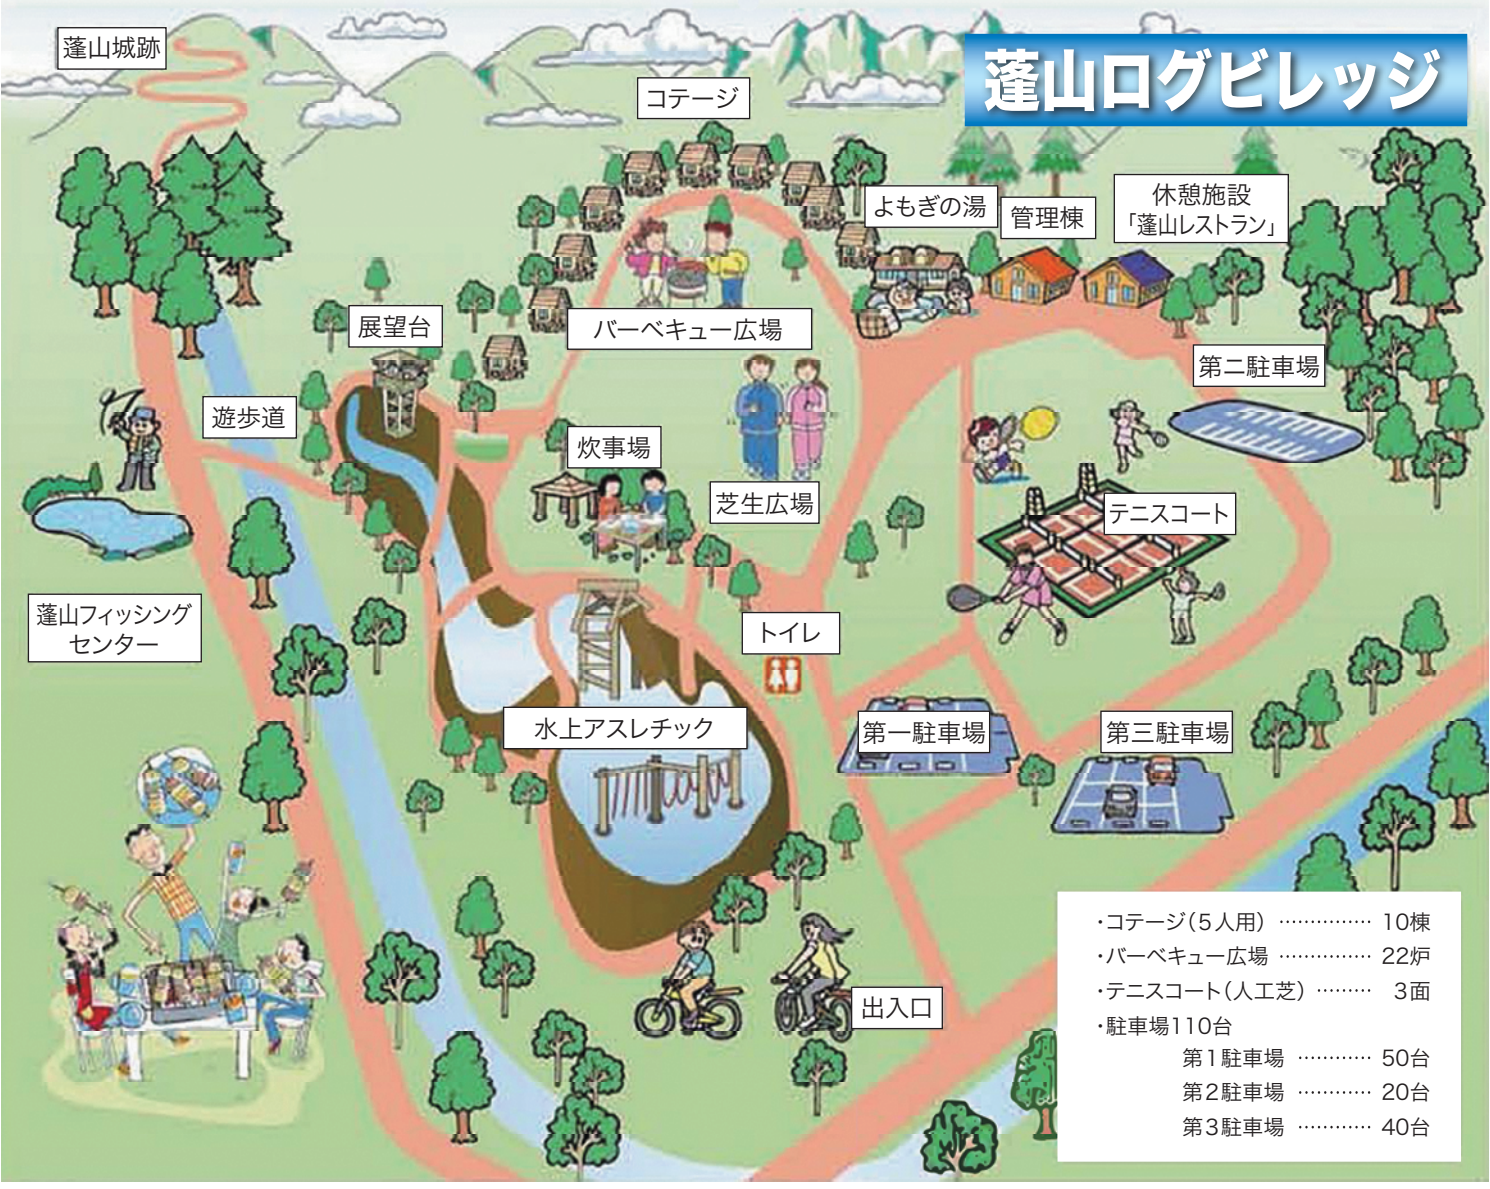 蓬山城跡
蓬山ログビレッジ
コテージ
よもぎの湯
管理棟
休憩施設
「蓬山レストラン」
展望台
バーベキュー広場
第二駐車場
遊歩道
炊事場
芝生広場
テニスコート
蓬山フィッシング
センター
トイレ
水上アスレチック
第一駐車場
第三駐車場
出入口
・コテージ（5人用） …………… 10棟
・バーベキュー広場 …………… 22炉
・テニスコート（人工芝） ……… 3面
・駐車場110台
第1駐車場 ………… 50台
第2駐車場 ………… 20台
第3駐車場 ………… 40台